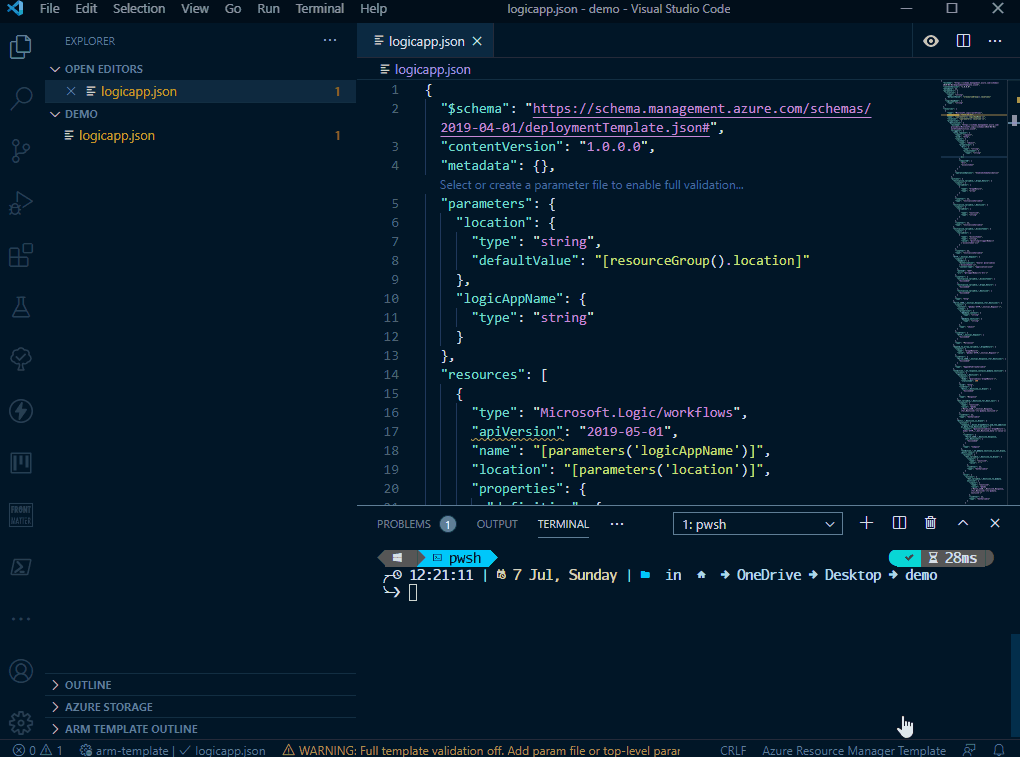 File Edit Selection View Go Run Terminal Help logicapp.json - demo - Visual Studio Code
EXPLORER
OPEN EDITORS
logicapp.json 1
DEMO
logicapp.json 1
OUTLINE
AZURE STORAGE
ARM TEMPLATE OUTLINE
FRONT
MATTER
logicapp.json
logicapp.json
1 {
2 "$schema": "https://schema.management.azure.com/schemas/
2019-04-01/deploymentTemplate.json#",
3 "contentVersion": "1.0.0.0",
4 "metadata": {},
Select or create a parameter file to enable full validation...
5 "parameters": {
6 "location": {
7 "type": "string",
8 "defaultValue": "[resourceGroup().location]"
9 },
10 "logicAppName": {
11 "type": "string"
12 }
13 },
14 "resources": [
15 {
16 "type": "Microsoft.Logic/workflows",
17 "apiVersion": "2019-05-01",
18 "name": "[parameters('logicAppName')]",
19 "location": "[parameters('location')]",
20 "properties": {
PROBLEMS 1 OUTPUT TERMINAL ... 1: pwsh
pwsh 28ms
12:21:11 | 7 Jul, Sunday | in OneDrive Desktop demo
0 1 arm-template | logicapp.json WARNING: Full template validation off. Add param file or top-level parar CRLF Azure Resource Manager Template